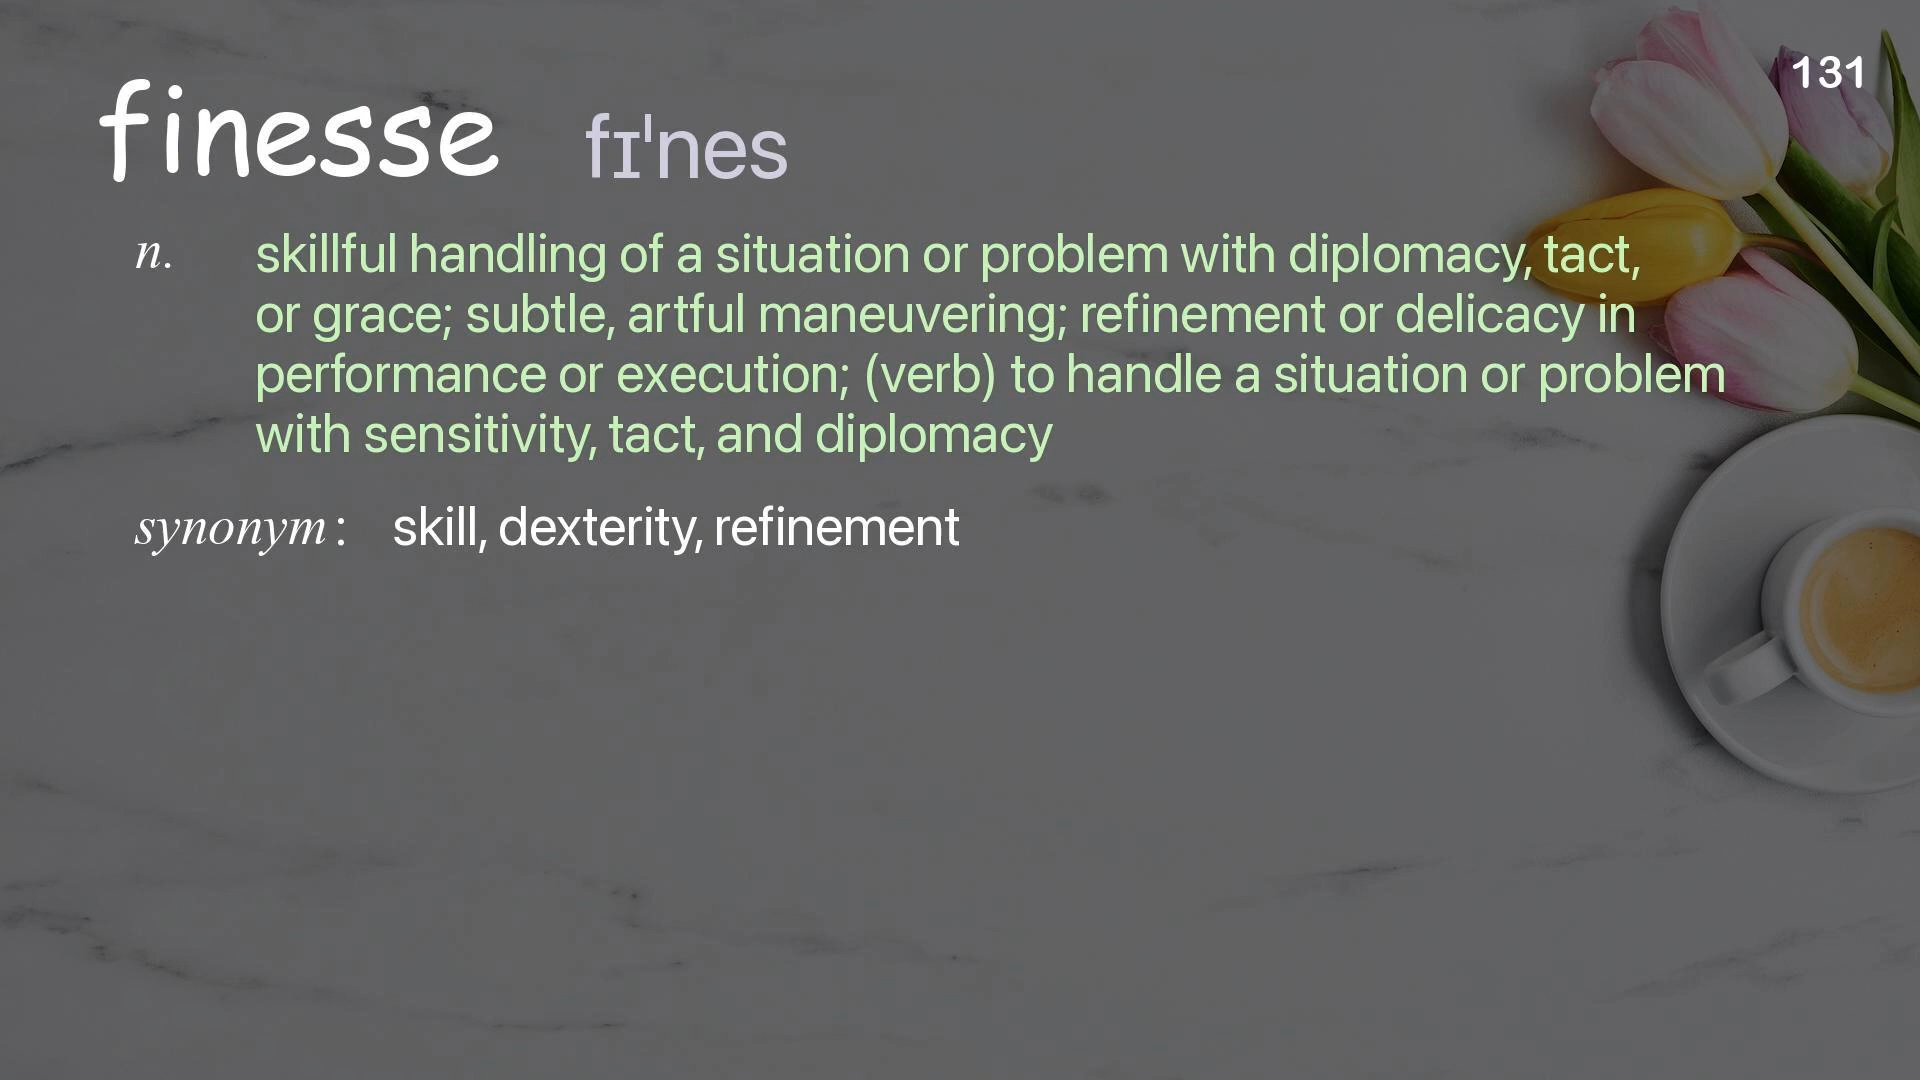 131
finesse fɪˈnes
n. skillful handling of a situation or problem with diplomacy, tact,
or grace; subtle, artful maneuvering; refinement or delicacy in
performance or execution; (verb) to handle a situation or problem
with sensitivity, tact, and diplomacy
synonym: skill, dexterity, refinement